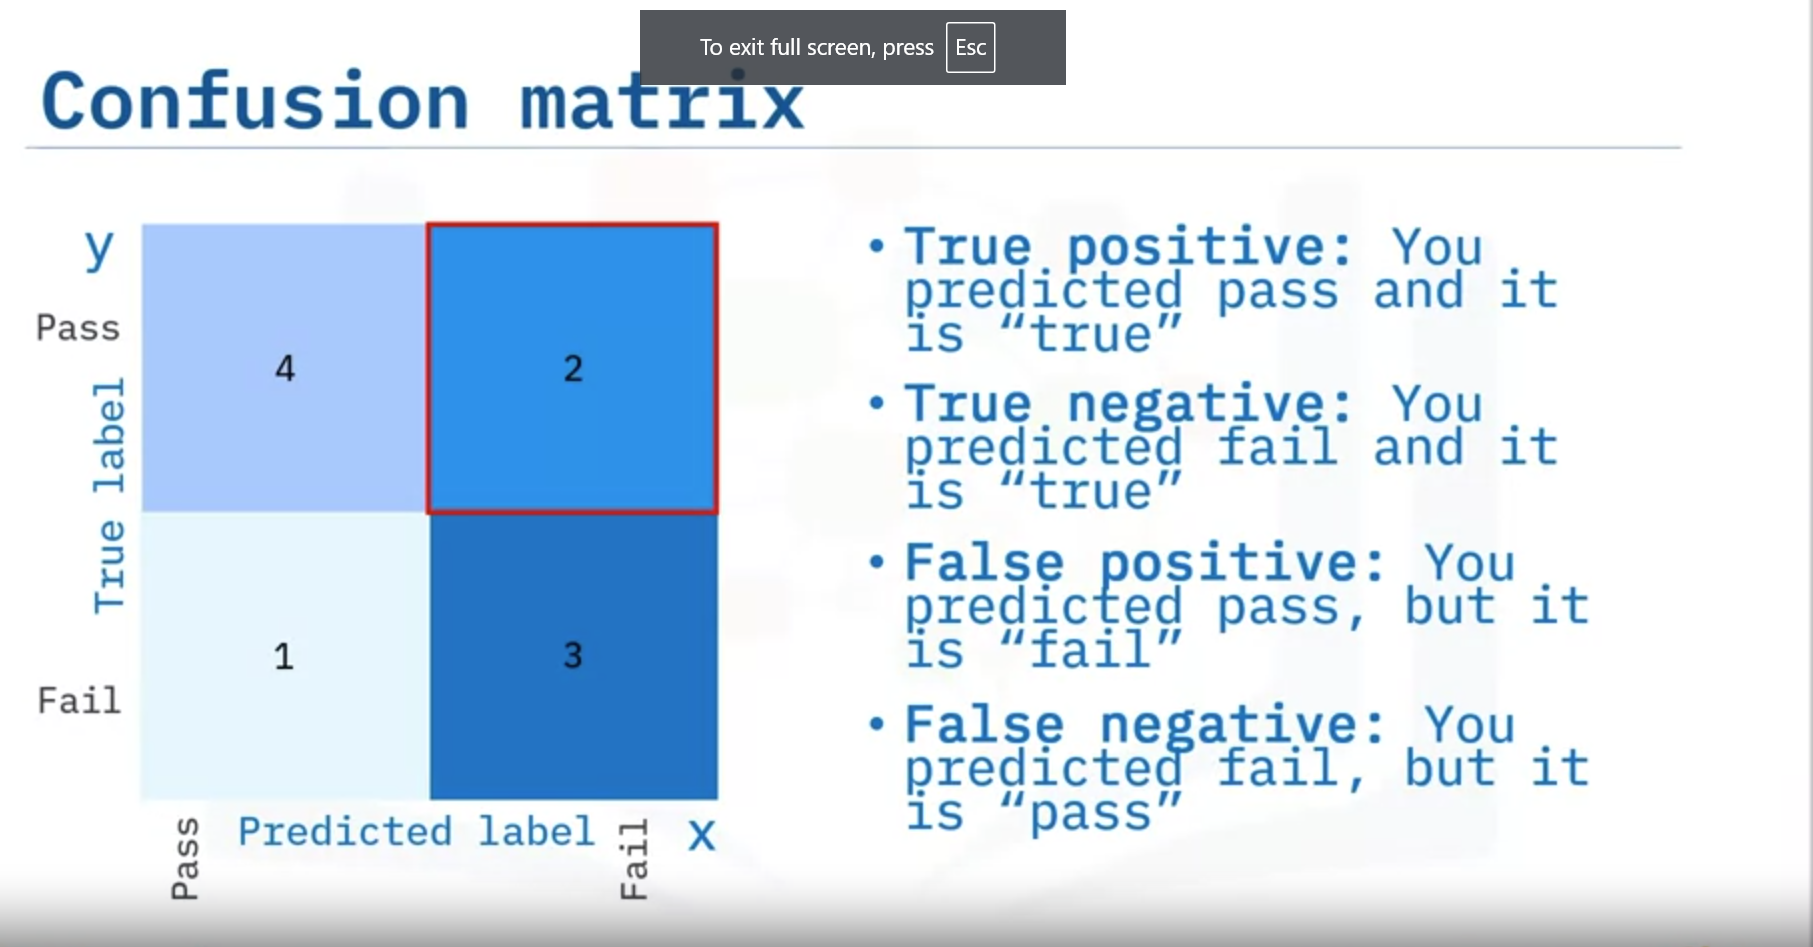 To exit full screen, press Esc
Confusion matrix
y
Pass
True label
Fail
4
2
1
3
Pass
Predicted label
Fail
x
• True positive: You
predicted pass and it
is “true”
• True negative: You
predicted fail and it
is “true”
• False positive: You
predicted pass, but it
is “fail”
• False negative: You
predicted fail, but it
is “pass”